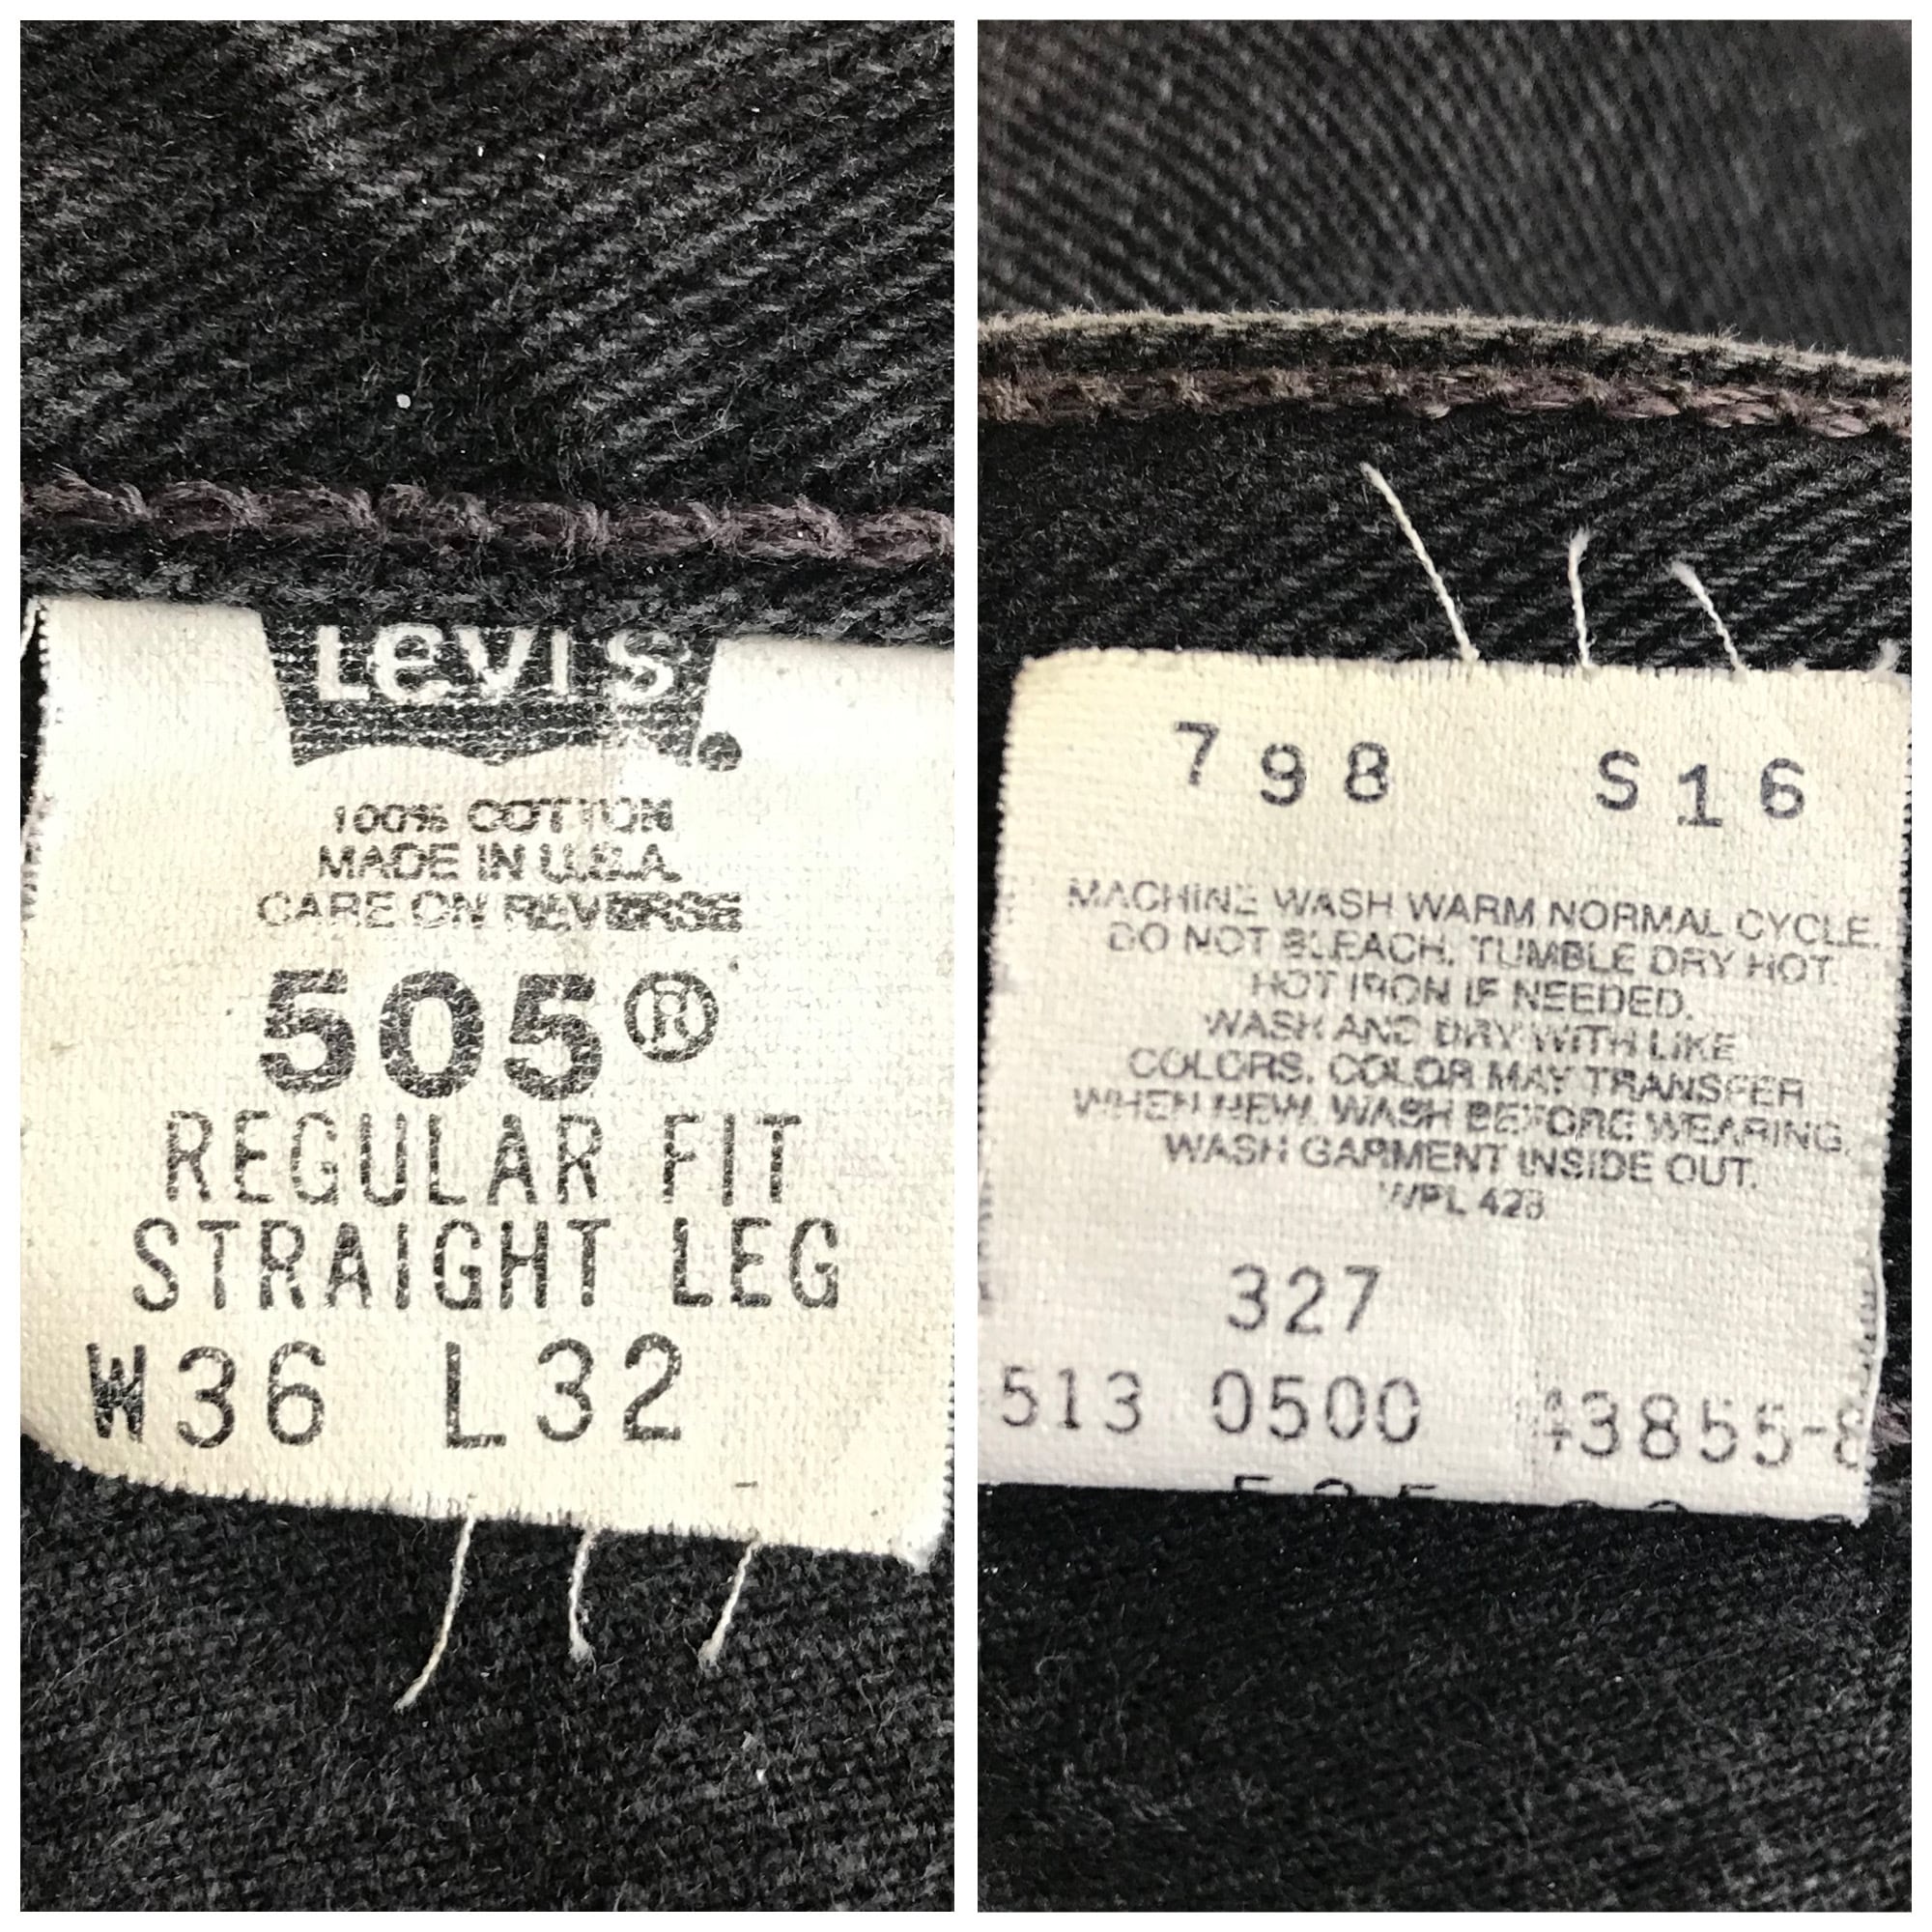 Levi's
100% COTTON
MADE IN U.S.A.
CARE ON REVERSE
505®
REGULAR FIT
STRAIGHT LEG
W36 L32
798 S16
MACHINE WASH WARM NORMAL CYCLE.
DO NOT BLEACH. TUMBLE DRY HOT.
HOT IRON IF NEEDED.
WASH AND DRY WITH LIKE
COLORS. COLOR MAY TRANSFER
WHEN NEW. WASH BEFORE WEARING.
WASH GARMENT INSIDE OUT.
WPL 423
327
513 0500 43855-8